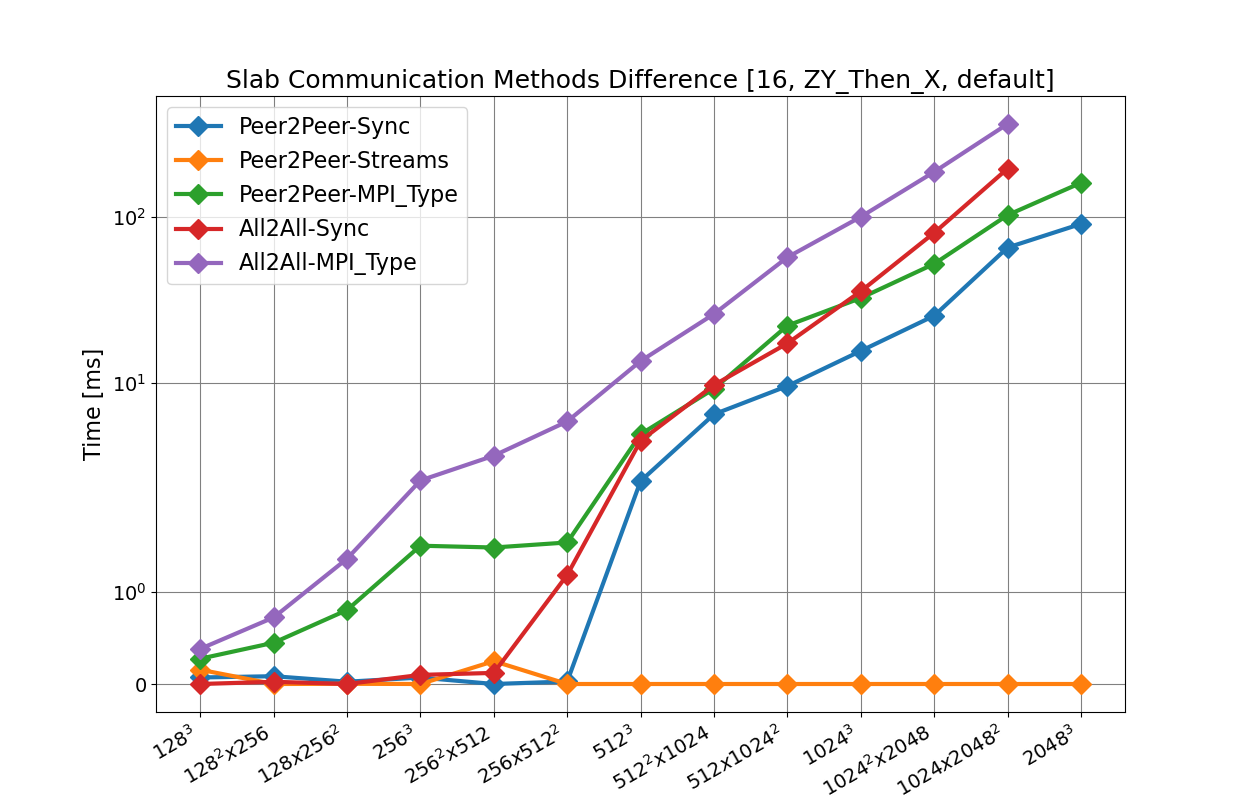 Slab Communication Methods Difference [16, ZY_Then_X, default]
Peer2Peer-Sync
Peer2Peer-Streams
Peer2Peer-MPI_Type
All2All-Sync
All2All-MPI_Type
Time [ms]
10²
10¹
10⁰
0
128³
128²x256
128x256²
256³
256²x512
256x512²
512³
512²x1024
512x1024²
1024³
1024²x2048
1024x2048²
2048³